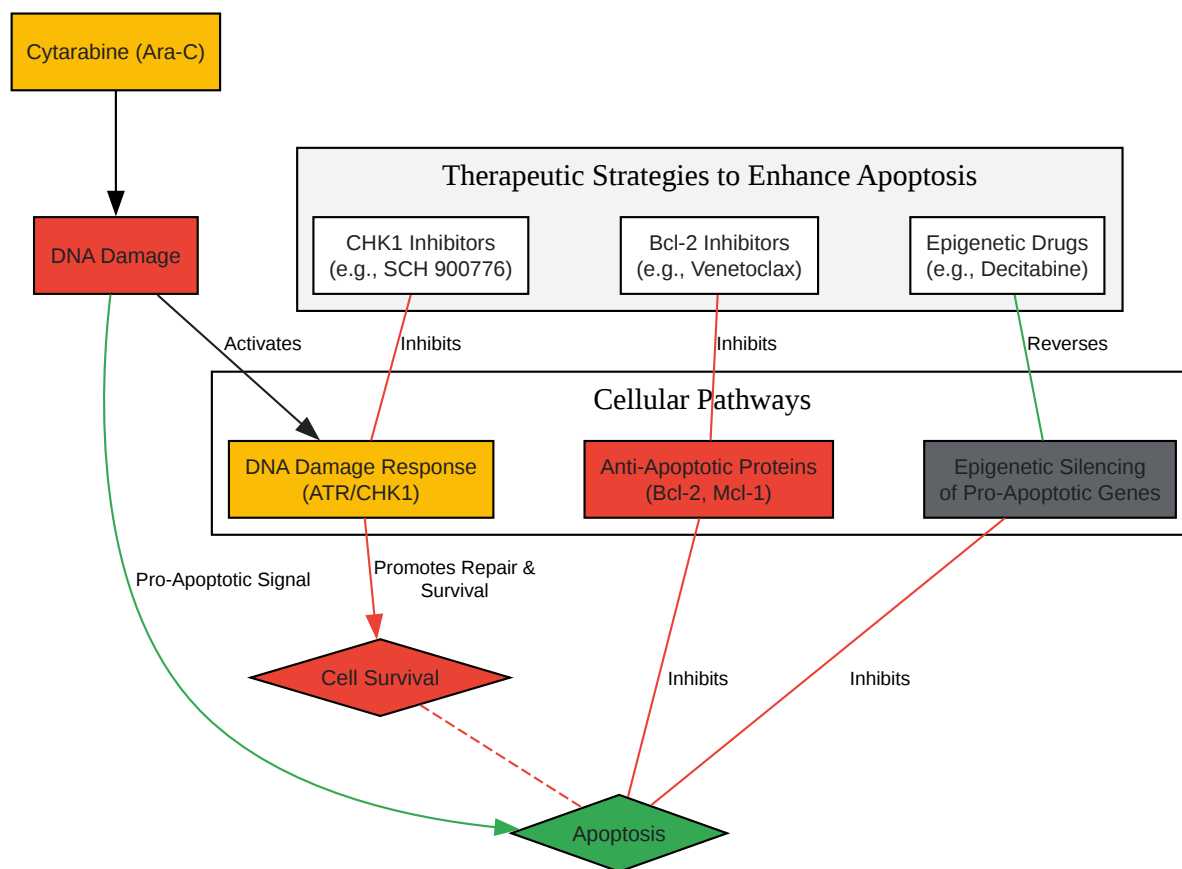 Cytarabine (Ara-C)
Therapeutic Strategies to Enhance Apoptosis
DNA Damage
CHK1 Inhibitors
(e.g., SCH 900776)
Bcl-2 Inhibitors
(e.g., Venetoclax)
Epigenetic Drugs
(e.g., Decitabine)
Activates
Inhibits
Inhibits
Reverses
Cellular Pathways
DNA Damage Response
(ATR/CHK1)
Anti-Apoptotic Proteins
(Bcl-2, Mcl-1)
Epigenetic Silencing
of Pro-Apoptotic Genes
Pro-Apoptotic Signal
Promotes Repair &
Survival
Cell Survival
Inhibits
Inhibits
Apoptosis